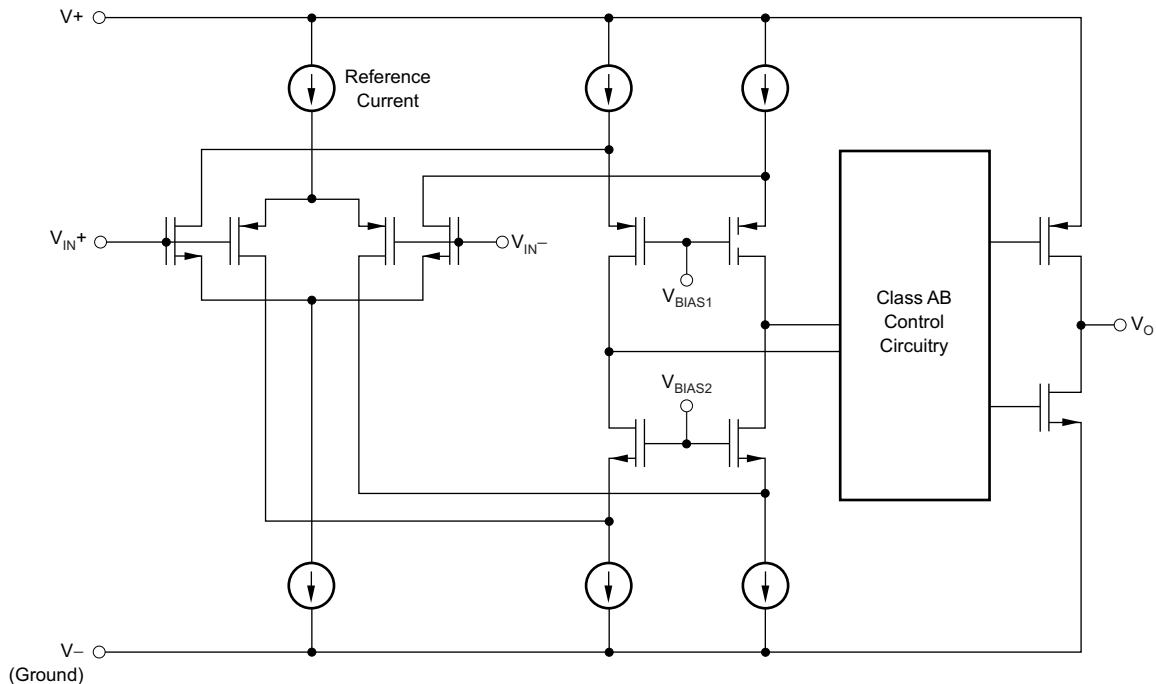 V+
Reference
Current
V_IN+
V_IN−
V_BIAS1
Class AB
Control
Circuitry
V_O
V_BIAS2
V−
(Ground)